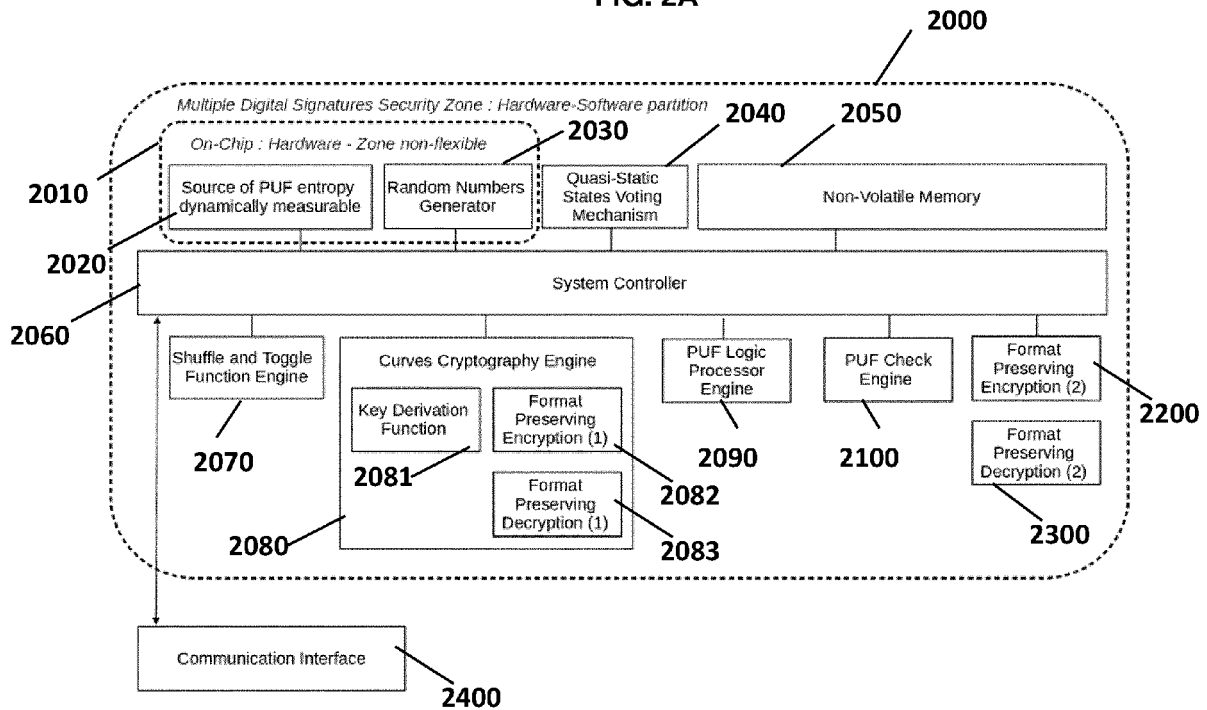 FIG. 2A
2000
Multiple Digital Signatures Security Zone : Hardware-Software partition
On-Chip : Hardware - Zone non-flexible
2030
2040
2050
2010
Source of PUF entropy
dynamically measurable
Random Numbers
Generator
Quasi-Static
States Voting
Mechanism
Non-Volatile Memory
2020
System Controller
2060
Shuffle and Toggle
Function Engine
2070
Curves Cryptography Engine
Key Derivation
Function
2081
Format
Preserving
Encryption (1)
2082
Format
Preserving
Decryption (1)
2083
2080
PUF Logic
Processor
Engine
2090
PUF Check
Engine
2100
Format
Preserving
Encryption (2)
2200
Format
Preserving
Decryption (2)
2300
Communication Interface
2400